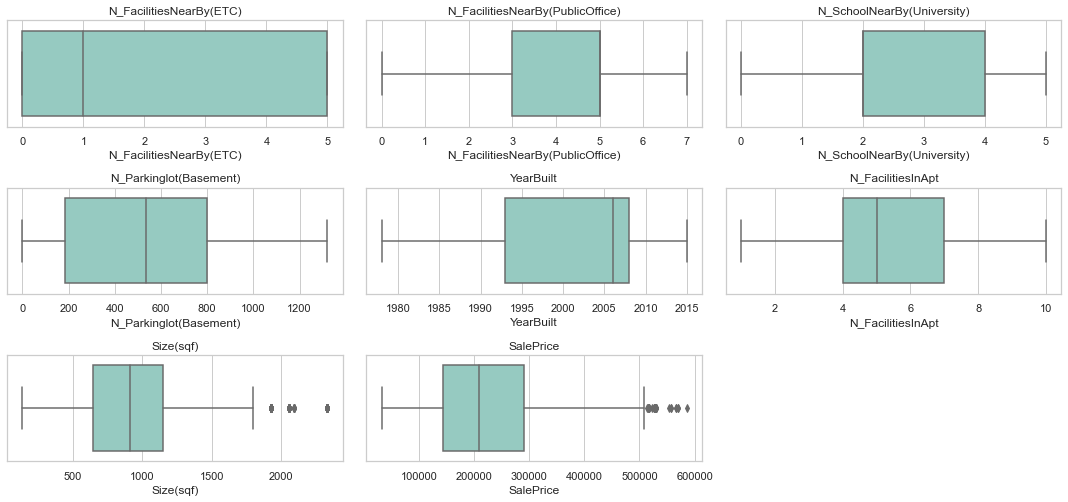 N_FacilitiesNearBy(ETC) N_FacilitiesNearBy(PublicOffice) N_SchoolNearBy(University)
0 1 2 3 4 5 0 1 2 3 4 5 6 7 0 1 2 3 4 5
N_FacilitiesNearBy(ETC) N_FacilitiesNearBy(PublicOffice) N_SchoolNearBy(University)
N_Parkinglot(Basement) YearBuilt N_FacilitiesInApt
0 200 400 600 800 1000 1200 1980 1985 1990 1995 2000 2005 2010 2015 2 4 6 8 10
N_Parkinglot(Basement) YearBuilt N_FacilitiesInApt
Size(sqf) SalePrice
500 1000 1500 2000 100000 200000 300000 400000 500000 600000
Size(sqf) SalePrice